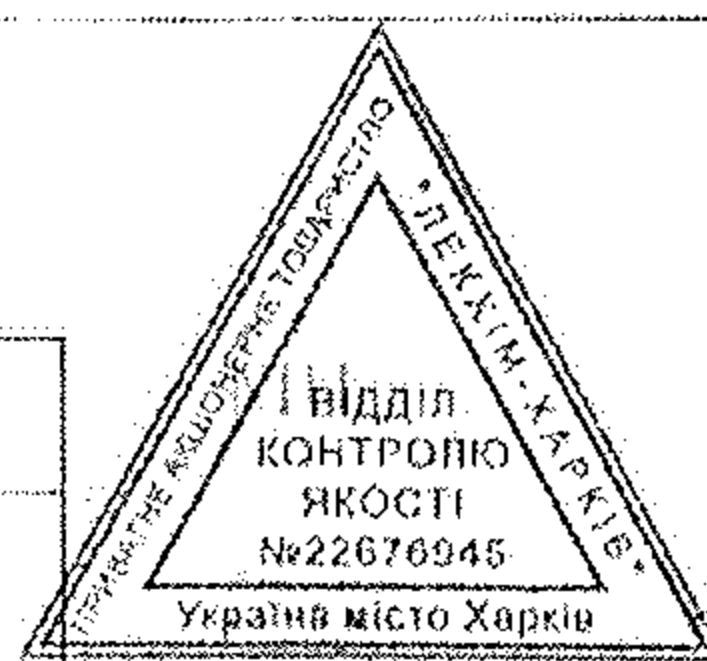 ПРИВАТНЕ АКЦІОНЕРНЕ ТОВАРИСТВО
"ЛЕКХІМ-ХАРКІВ"
ВІДДІЛ
КОНТРОЛЮ
ЯКОСТІ
№22676945
Україна місто Харків